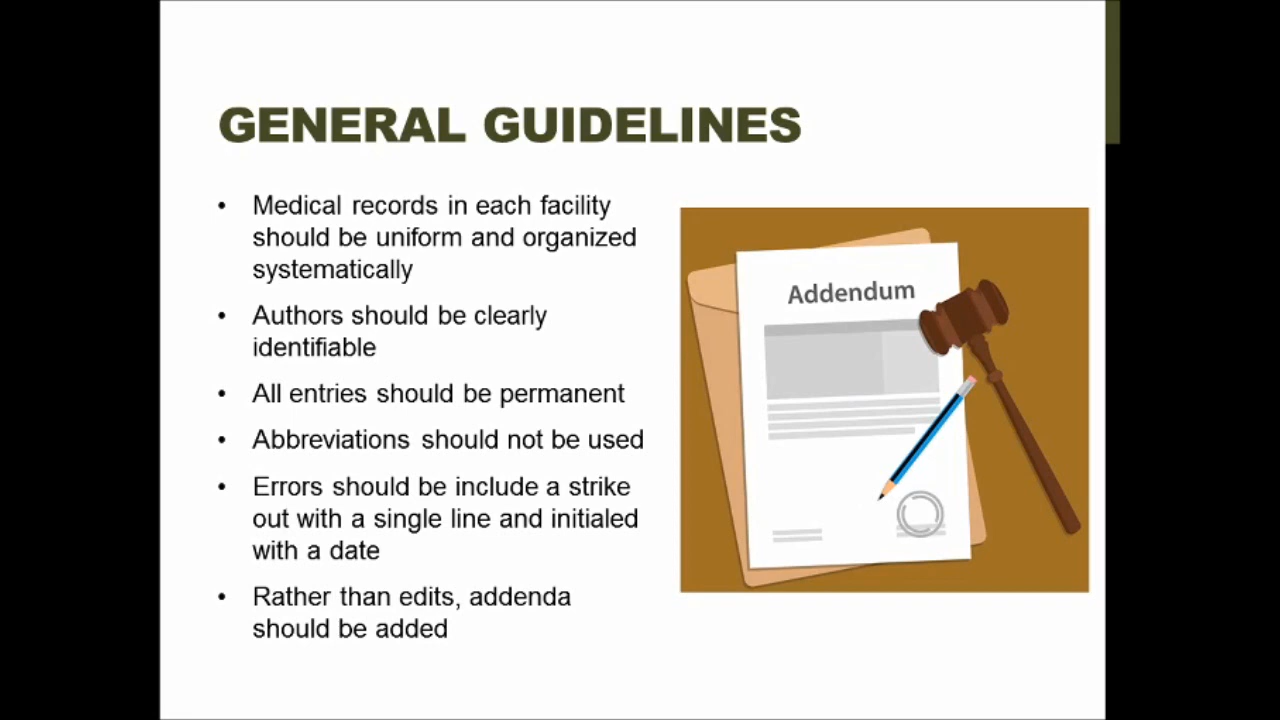 GENERAL GUIDELINES
• Medical records in each facility
should be uniform and organized
systematically
• Authors should be clearly
identifiable
• All entries should be permanent
• Abbreviations should not be used
• Errors should be include a strike
out with a single line and initialed
with a date
• Rather than edits, addenda
should be added
Addendum